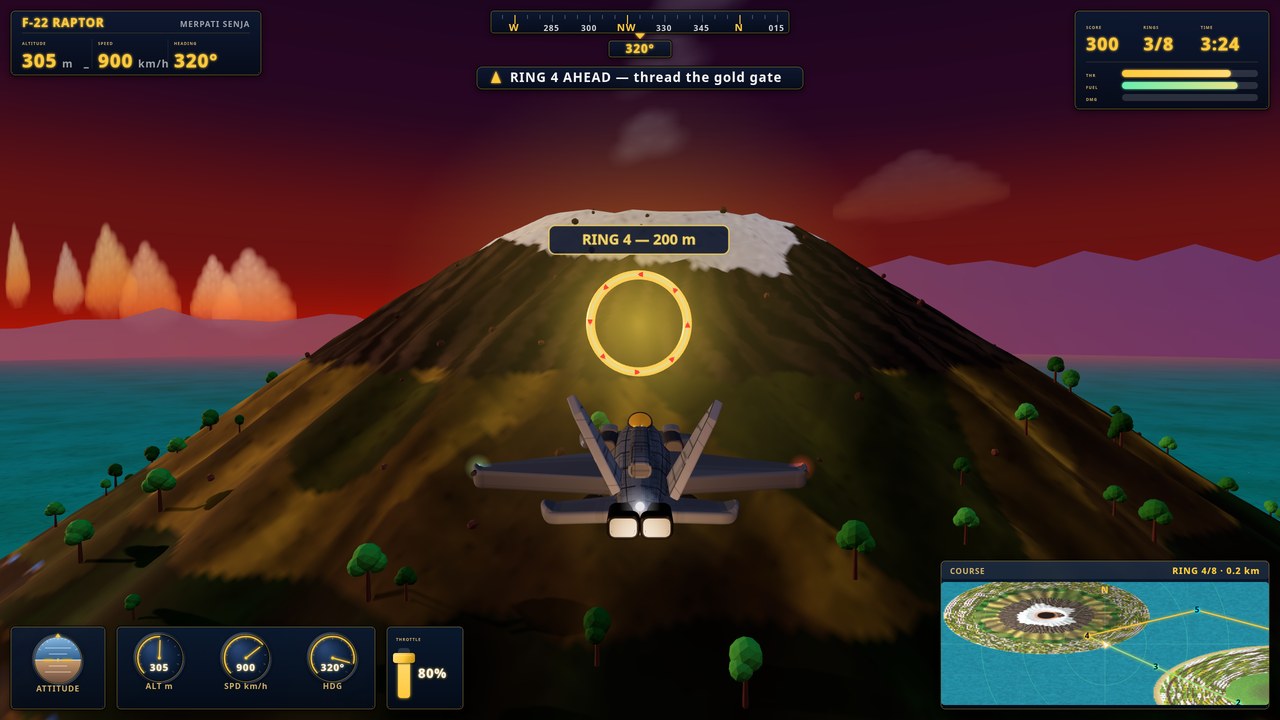 F-22 RAPTOR MERPATI SENJA
ALTITUDE SPEED HEADING
305 m 900 km/h 320°
W 285 300 NW 330 345 N 015
320°
RING 4 AHEAD — thread the gold gate
SCORE RINGS TIME
300 3/8 3:24
THR
FUEL
DMG
RING 4 — 200 m
ATTITUDE
305 900 320°
ALT m SPD km/h HDG
THROTTLE
80%
COURSE RING 4/8 · 0.2 km
N
5
4
3
2